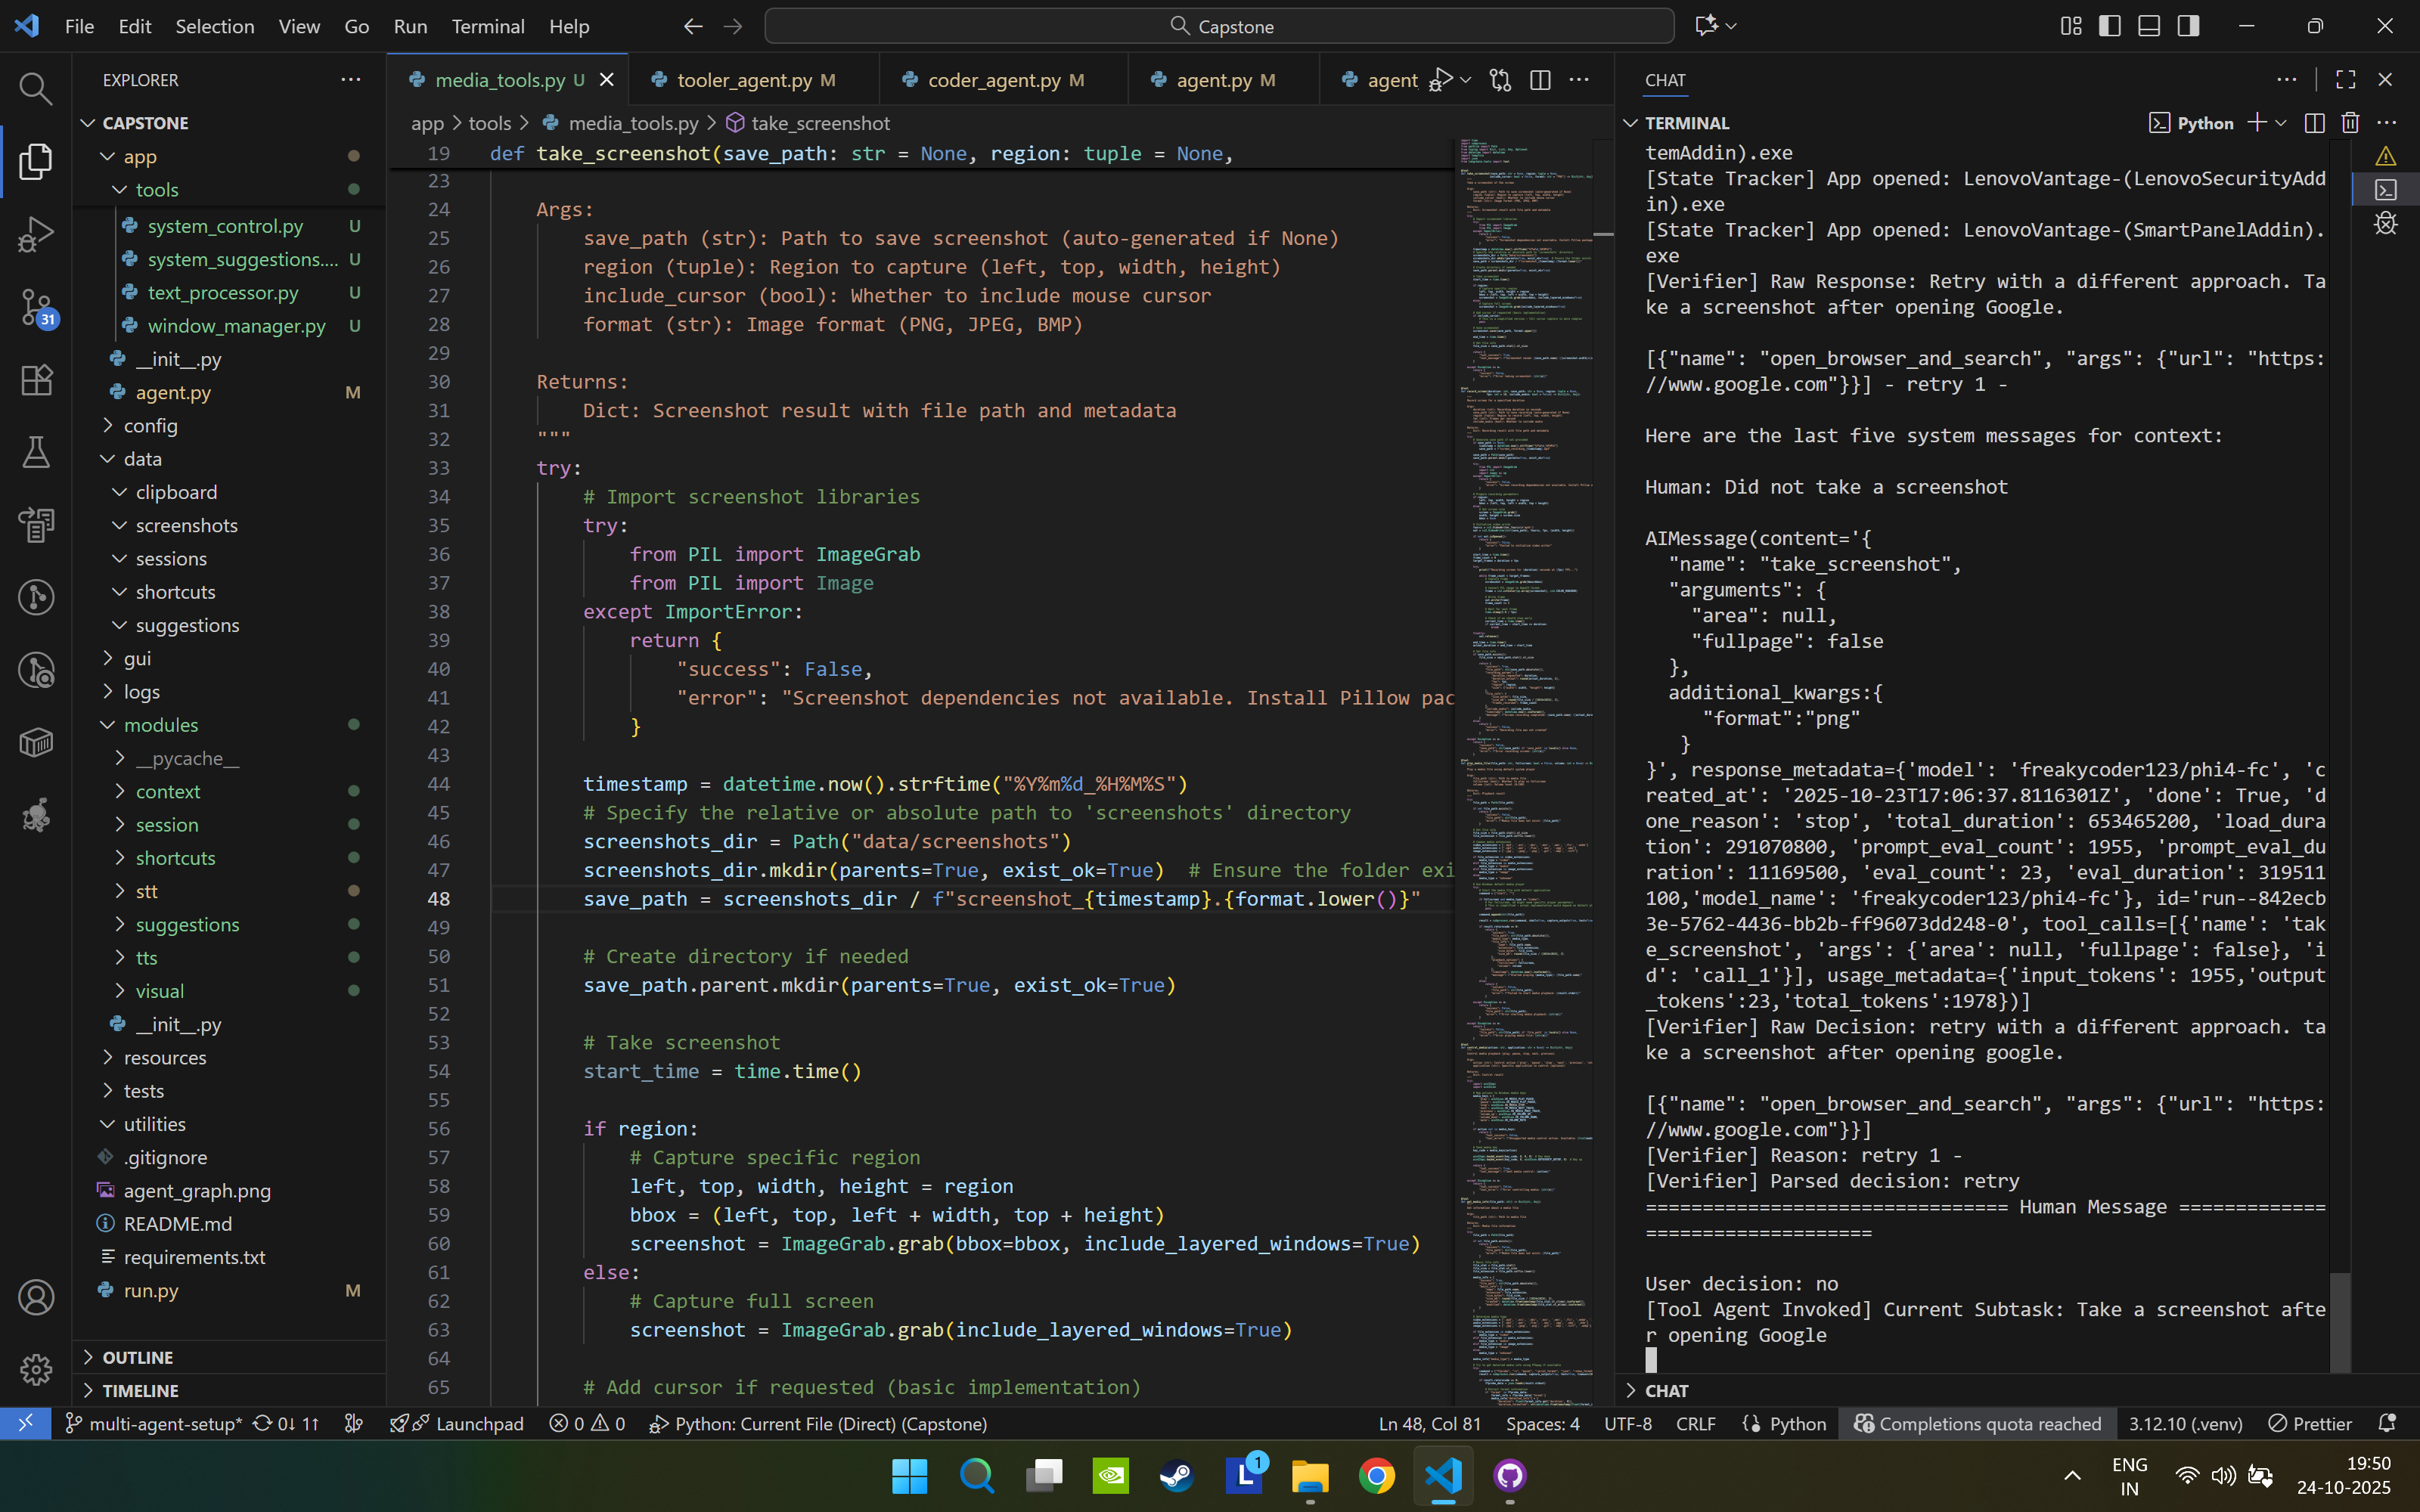 File Edit Selection View Go Run Terminal Help
Capstone
EXPLORER
CAPSTONE
app
tools
system_control.py U
system_suggestions.... U
text_processor.py U
window_manager.py U
__init__.py
agent.py M
config
data
clipboard
screenshots
sessions
shortcuts
suggestions
gui
logs
modules
__pycache__
context
session
shortcuts
stt
suggestions
tts
visual
__init__.py
resources
tests
utilities
.gitignore
agent_graph.png
README.md
requirements.txt
run.py M
OUTLINE
TIMELINE
31
media_tools.py U tooler_agent.py M coder_agent.py M agent.py M agent
app > tools > media_tools.py > take_screenshot
19 def take_screenshot(save_path: str = None, region: tuple = None,
23
24 Args:
25 save_path (str): Path to save screenshot (auto-generated if None)
26 region (tuple): Region to capture (left, top, width, height)
27 include_cursor (bool): Whether to include mouse cursor
28 format (str): Image format (PNG, JPEG, BMP)
29
30 Returns:
31 Dict: Screenshot result with file path and metadata
32 """
33 try:
34 # Import screenshot libraries
35 try:
36 from PIL import ImageGrab
37 from PIL import Image
38 except ImportError:
39 return {
40 "success": False,
41 "error": "Screenshot dependencies not available. Install Pillow pac
42 }
43
44 timestamp = datetime.now().strftime("%Y%m%d_%H%M%S")
45 # Specify the relative or absolute path to 'screenshots' directory
46 screenshots_dir = Path("data/screenshots")
47 screenshots_dir.mkdir(parents=True, exist_ok=True) # Ensure the folder exi
48 save_path = screenshots_dir / f"screenshot_{timestamp}.{format.lower()}"
49
50 # Create directory if needed
51 save_path.parent.mkdir(parents=True, exist_ok=True)
52
53 # Take screenshot
54 start_time = time.time()
55
56 if region:
57 # Capture specific region
58 left, top, width, height = region
59 bbox = (left, top, left + width, top + height)
60 screenshot = ImageGrab.grab(bbox=bbox, include_layered_windows=True)
61 else:
62 # Capture full screen
63 screenshot = ImageGrab.grab(include_layered_windows=True)
64
65 # Add cursor if requested (basic implementation)
CHAT
TERMINAL
Python
temAddin).exe
[State Tracker] App opened: LenovoVantage-(LenovoSecurityAdd
in).exe
[State Tracker] App opened: LenovoVantage-(SmartPanelAddin).
exe
[Verifier] Raw Response: Retry with a different approach. Ta
ke a screenshot after opening Google.
[{"name": "open_browser_and_search", "args": {"url": "https:
//www.google.com"}}] - retry 1 -
Here are the last five system messages for context:
Human: Did not take a screenshot
AIMessage(content='{
"name": "take_screenshot",
"arguments": {
"area": null,
"fullpage": false
},
additional_kwargs:{
"format":"png"
}
}', response_metadata={'model': 'freakycoder123/phi4-fc', 'c
reated_at': '2025-10-23T17:06:37.8116301Z', 'done': True, 'd
one_reason': 'stop', 'total_duration': 653465200, 'load_dura
tion': 291070800, 'prompt_eval_count': 1955, 'prompt_eval_du
ration': 11169500, 'eval_count': 23, 'eval_duration': 319511
100,'model_name': 'freakycoder123/phi4-fc'}, id='run--842ecb
3e-5762-4436-bb2b-ff96073dd248-0', tool_calls=[{'name': 'tak
e_screenshot', 'args': {'area': null, 'fullpage': false}, 'i
d': 'call_1'}], usage_metadata={'input_tokens': 1955,'output
_tokens':23,'total_tokens':1978})]
[Verifier] Raw Decision: retry with a different approach. ta
ke a screenshot after opening google.
[{"name": "open_browser_and_search", "args": {"url": "https:
//www.google.com"}}]
[Verifier] Reason: retry 1 -
[Verifier] Parsed decision: retry
================================ Human Message =============
====================
User decision: no
[Tool Agent Invoked] Current Subtask: Take a screenshot afte
r opening Google
CHAT
multi-agent-setup* 0↓ 1↑ Launchpad 0 0 Python: Current File (Direct) (Capstone) Ln 48, Col 81 Spaces: 4 UTF-8 CRLF Python Completions quota reached 3.12.10 (.venv) Prettier
L 1
ENG
IN
19:50
24-10-2025